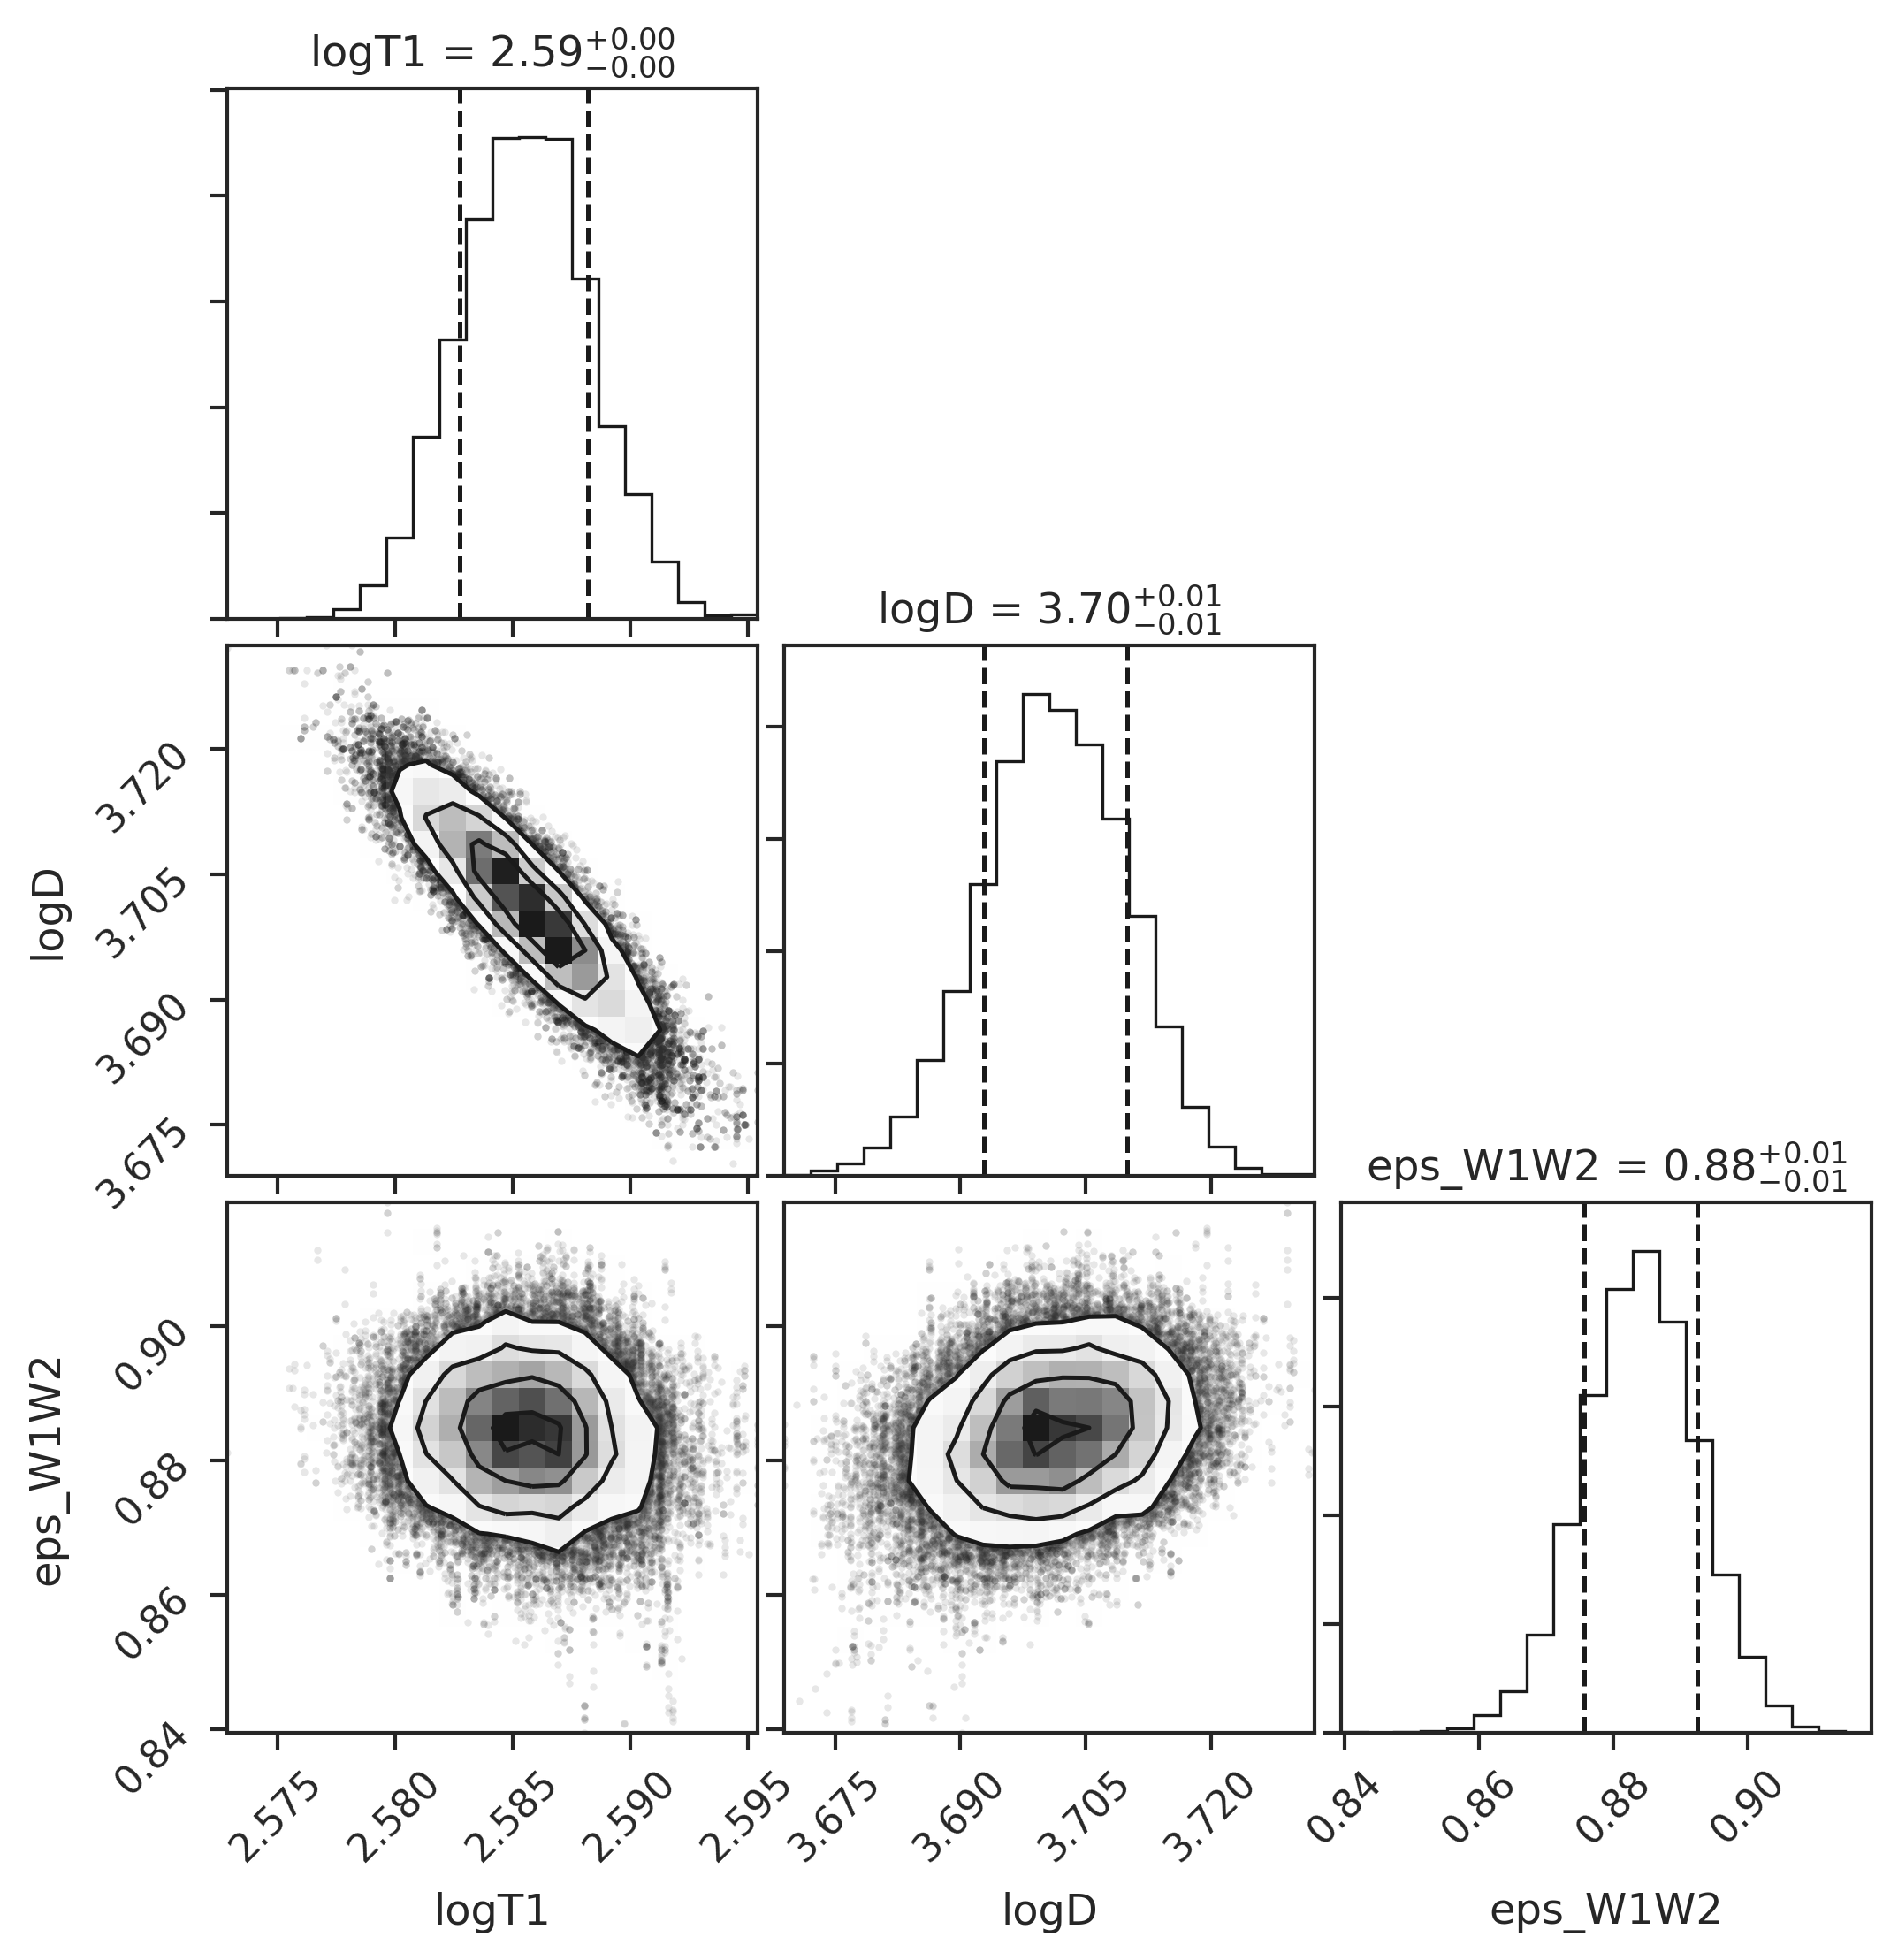 logT1 = 2.59+0.00−0.00
logD = 3.70+0.01−0.01
eps_W1W2 = 0.88+0.01−0.01
logD
3.720
3.705
3.690
3.675
eps_W1W2
0.90
0.88
0.86
0.84
2.575 2.580 2.585 2.590 2.595
logT1
3.675 3.690 3.705 3.720
logD
0.84 0.86 0.88 0.90
eps_W1W2